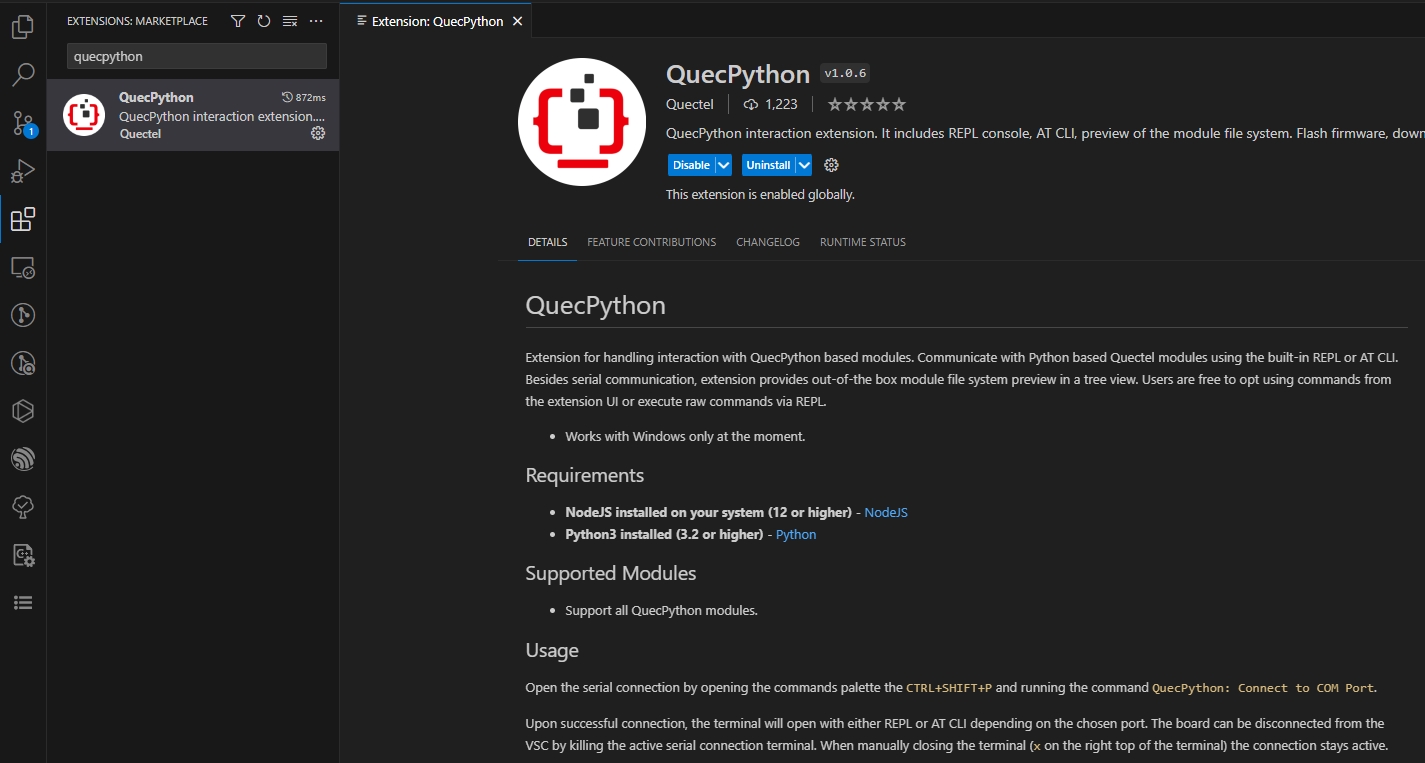 EXTENSIONS: MARKETPLACE
quecpython
QuecPython
872ms
QuecPython interaction extension....
Quectel
1
Extension: QuecPython
QuecPython v1.0.6
Quectel 1,223
QuecPython interaction extension. It includes REPL console, AT CLI, preview of the module file system. Flash firmware, down
Disable Uninstall
This extension is enabled globally.
DETAILS FEATURE CONTRIBUTIONS CHANGELOG RUNTIME STATUS
QuecPython
Extension for handling interaction with QuecPython based modules. Communicate with Python based Quectel modules using the built-in REPL or AT CLI.
Besides serial communication, extension provides out-of-the box module file system preview in a tree view. Users are free to opt using commands from
the extension UI or execute raw commands via REPL.
• Works with Windows only at the moment.
Requirements
• NodeJS installed on your system (12 or higher) - NodeJS
• Python3 installed (3.2 or higher) - Python
Supported Modules
• Support all QuecPython modules.
Usage
Open the serial connection by opening the commands palette the CTRL+SHIFT+P and running the command QuecPython: Connect to COM Port.
Upon successful connection, the terminal will open with either REPL or AT CLI depending on the chosen port. The board can be disconnected from the
VSC by killing the active serial connection terminal. When manually closing the terminal (x on the right top of the terminal) the connection stays active.